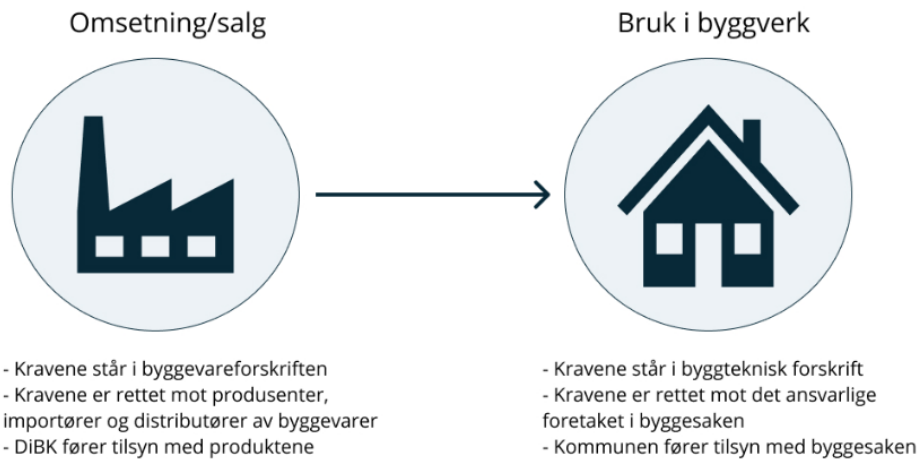 Omsetning/salg
- Kravene står i byggevareforskriften
- Kravene er rettet mot produsenter,
importører og distributører av byggevarer
- DiBK fører tilsyn med produktene
Bruk i byggverk
- Kravene står i byggteknisk forskrift
- Kravene er rettet mot det ansvarlige
foretaket i byggesaken
- Kommunen fører tilsyn med byggesaken